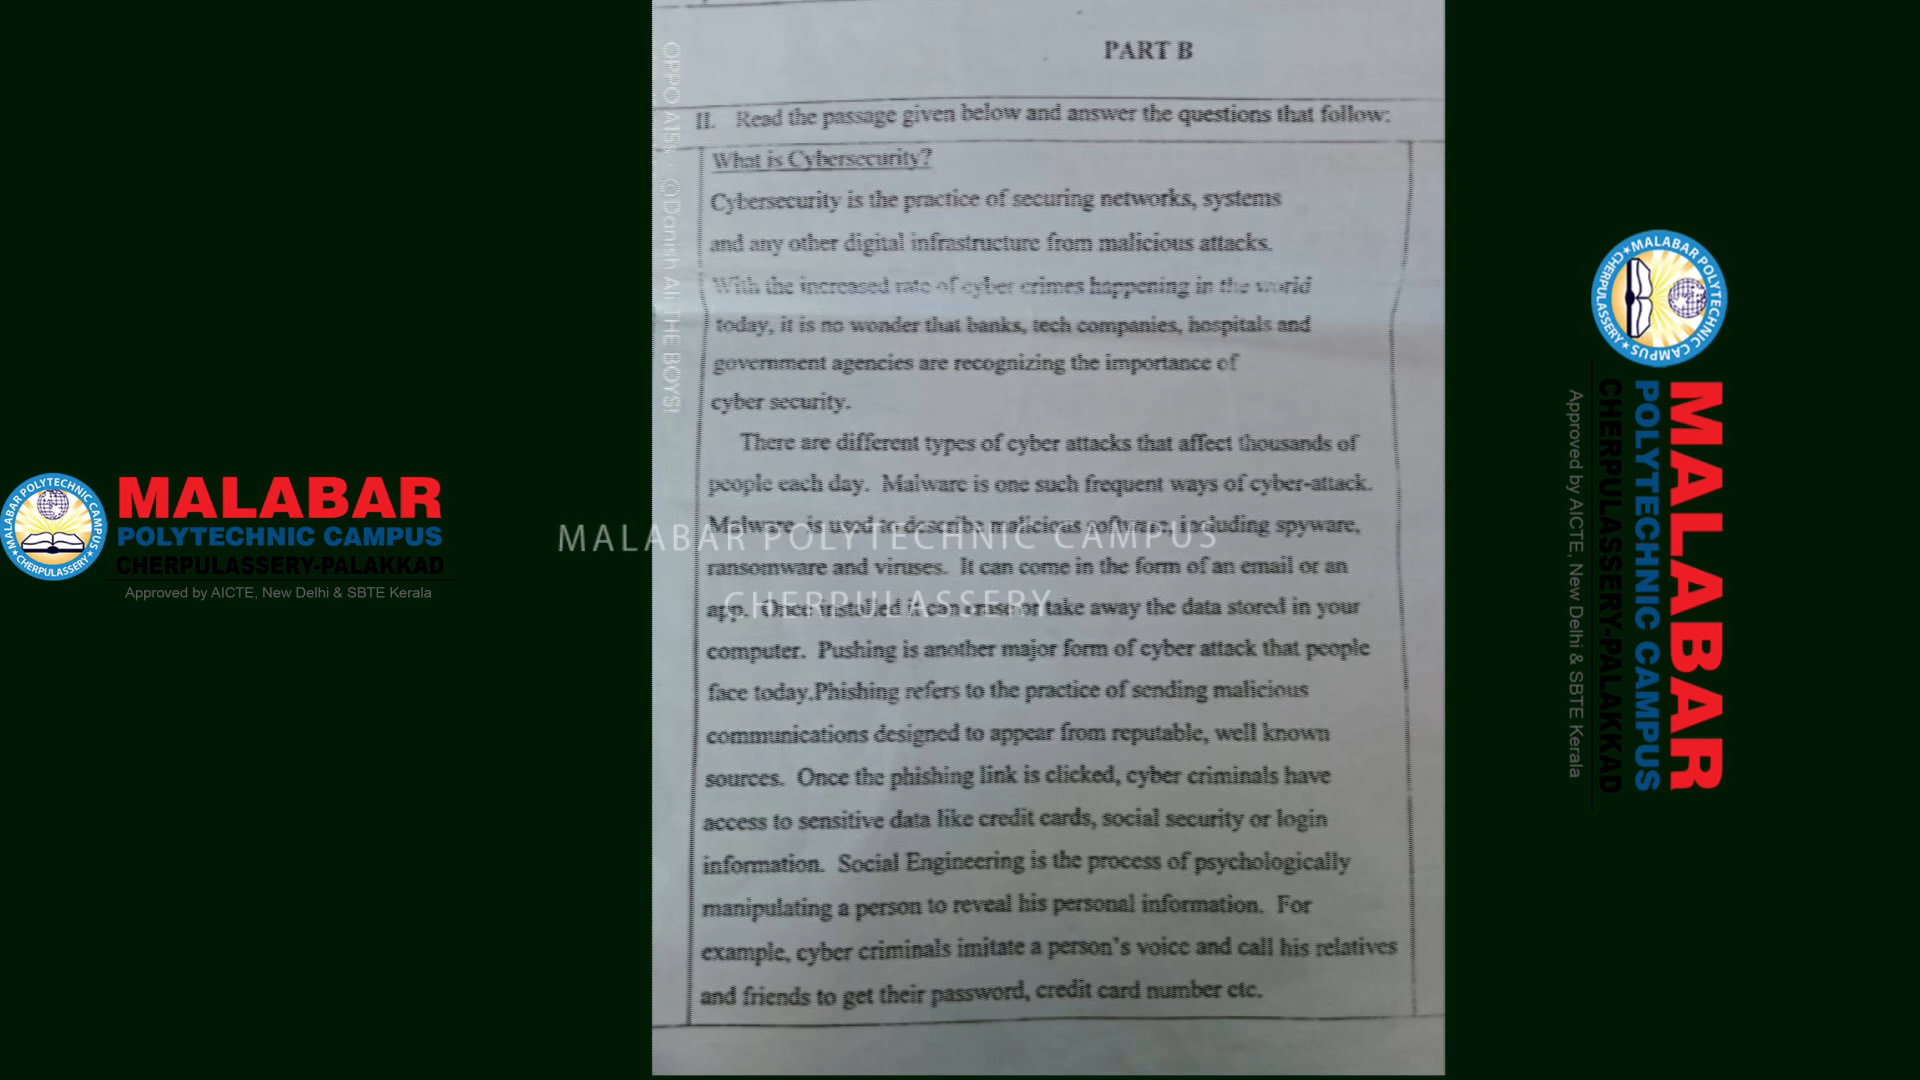 PART B
II. Read the passage given below and answer the questions that follow:
What is Cybersecurity?
Cybersecurity is the practice of securing networks, systems
and any other digital infrastructure from malicious attacks.
With the increased rate of cyber crimes happening in the world
today, it is no wonder that banks, tech companies, hospitals and
government agencies are recognizing the importance of
cyber security.
There are different types of cyber attacks that affect thousands of
people each day. Malware is one such frequent ways of cyber-attack.
Malware is used to describe malicious software, including spyware,
ransomware and viruses. It can come in the form of an email or an
app. Once installed it can erase or take away the data stored in your
computer. Pushing is another major form of cyber attack that people
face today.Phishing refers to the practice of sending malicious
communications designed to appear from reputable, well known
sources. Once the phishing link is clicked, cyber criminals have
access to sensitive data like credit cards, social security or login
information. Social Engineering is the process of psychologically
manipulating a person to reveal his personal information. For
example, cyber criminals imitate a person's voice and call his relatives
and friends to get their password, credit card number etc.
MALABAR POLYTECHNIC CAMPUS
CHERPULASSERY
@Danish Ali THE BOYS!
MALABAR POLYTECHNIC CAMPUS
CHERPULASSERY
MALABAR
POLYTECHNIC CAMPUS
CHERPULASSERY-PALAKKAD
Approved by AICTE, New Delhi & SBTE Kerala
MALABAR POLYTECHNIC CAMPUS
CHERPULASSERY
MALABAR
POLYTECHNIC CAMPUS
CHERPULASSERY-PALAKKAD
Approved by AICTE, New Delhi & SBTE Kerala